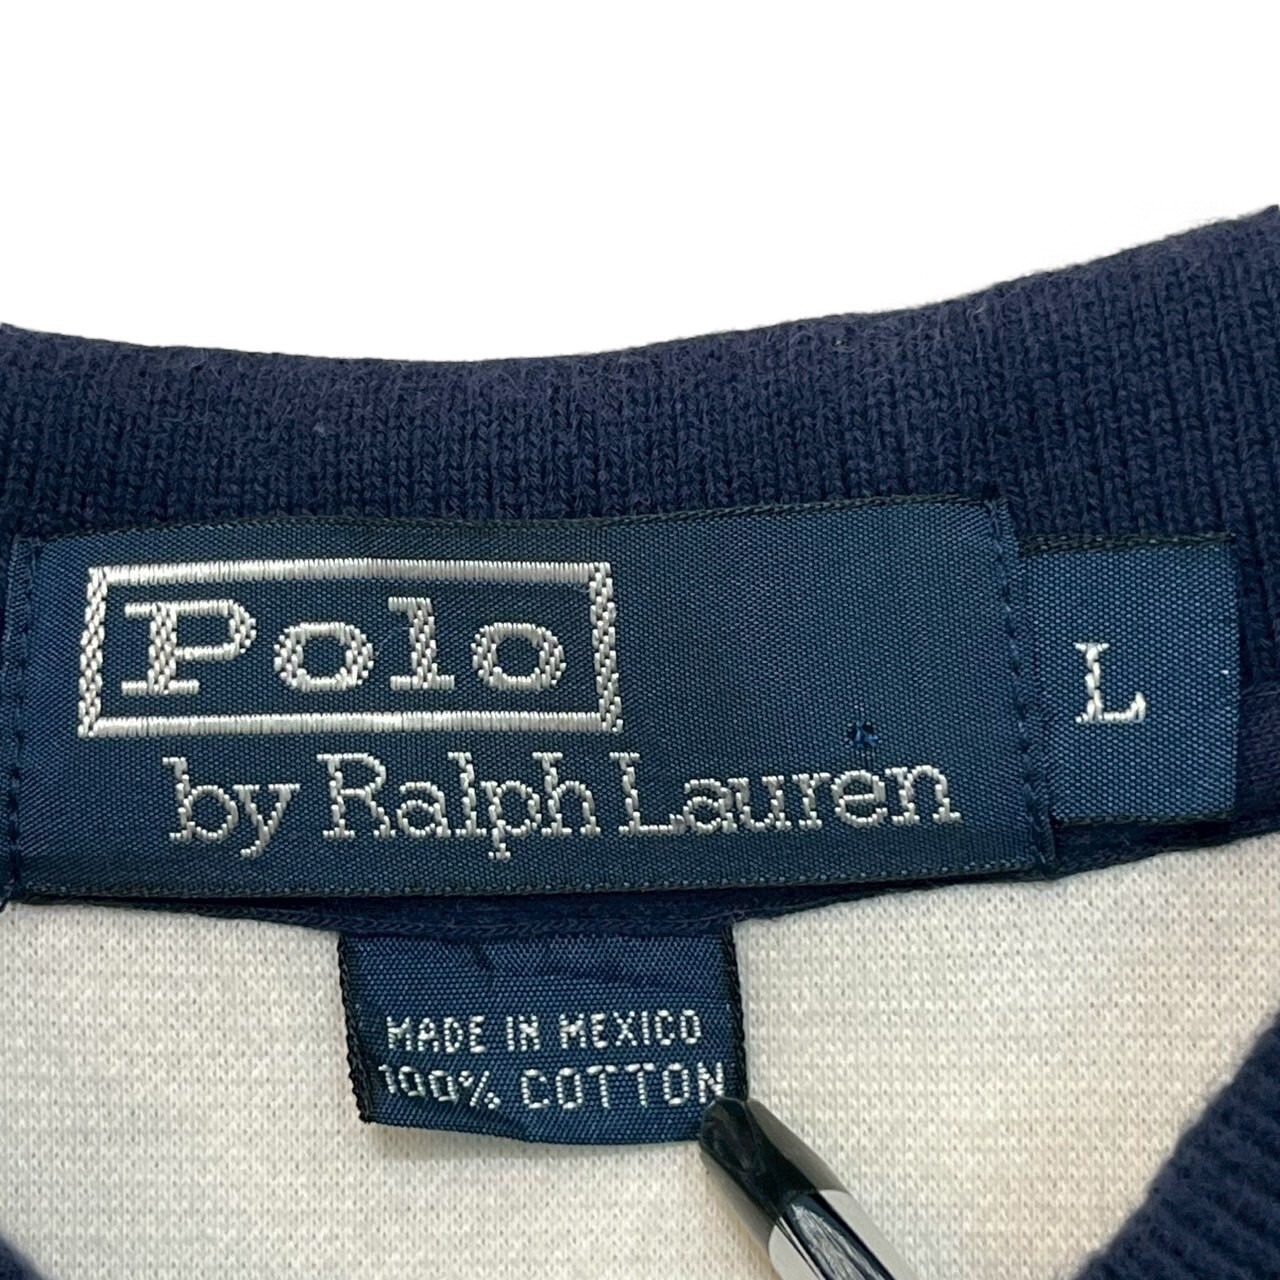 Polo
by Ralph Lauren
L
MADE IN MEXICO
100% COTTON